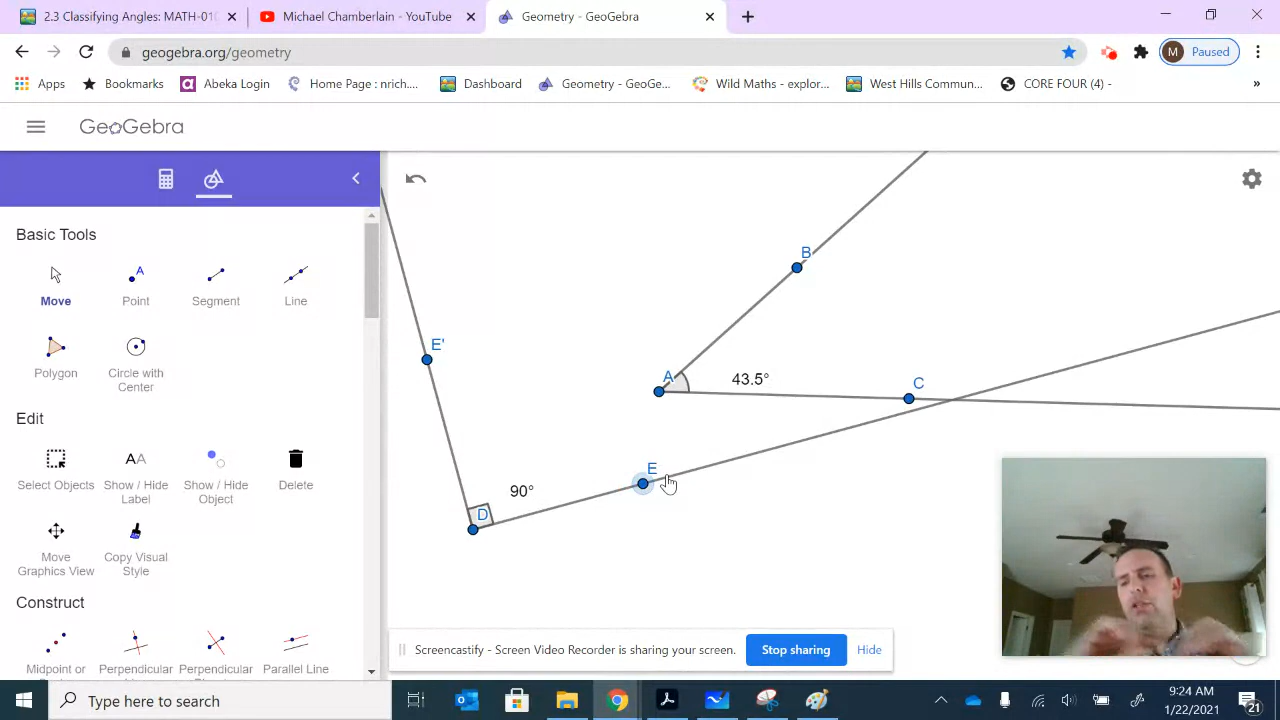 2.3 Classifying Angles: MATH-010
Michael Chamberlain - YouTube
Geometry - GeoGebra
geogebra.org/geometry
M Paused
Apps
Bookmarks
a Abeka Login
Home Page : nrich....
Dashboard
Geometry - GeoGe...
Wild Maths - explor...
West Hills Commun...
CORE FOUR (4) -
»
GeoGebra
Basic Tools
Move
A
Point
Segment
Line
Polygon
Circle with
Center
Edit
Select Objects
AA
Show / Hide
Label
Show / Hide
Object
Delete
Move
Graphics View
Copy Visual
Style
Construct
Midpoint or
Perpendicular
Perpendicular
Parallel Line
B
E'
A
43.5°
C
E
90°
D
Screencastify - Screen Video Recorder is sharing your screen.
Stop sharing
Hide
Type here to search
9:24 AM
1/22/2021
21